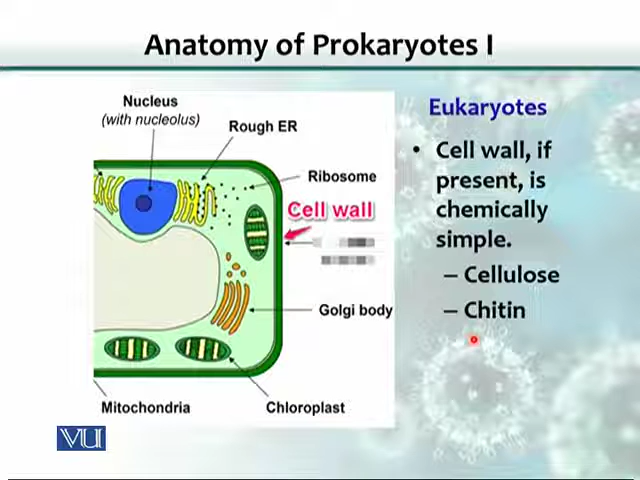 Anatomy of Prokaryotes I
Nucleus
(with nucleolus)
Rough ER
Ribosome
Cell wall
Golgi body
Mitochondria
Chloroplast
Eukaryotes
• Cell wall, if
present, is
chemically
simple.
– Cellulose
– Chitin
VU